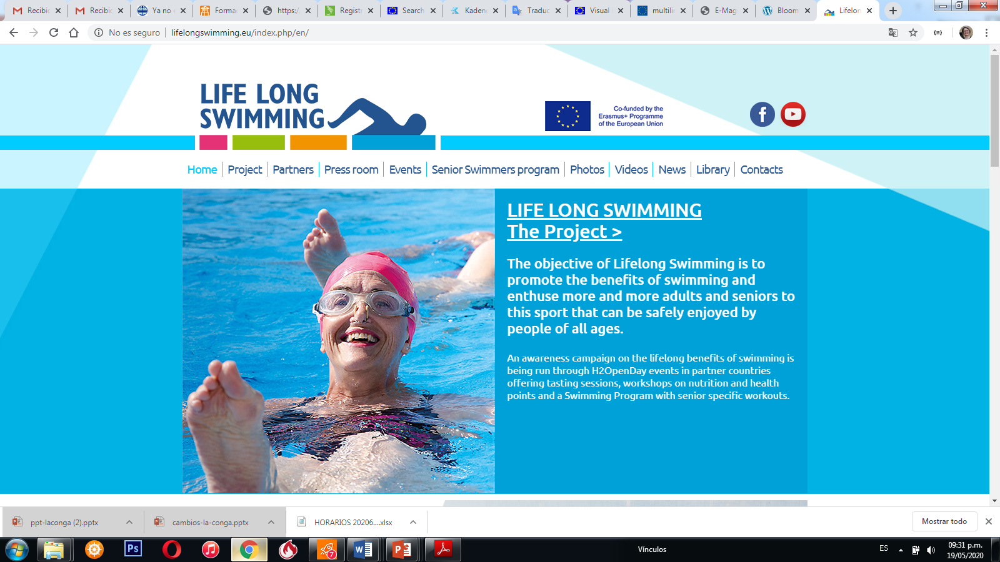 Recibic
Recibic
Ya no
Forma
https:/
Registr
Search
Kadenc
Traduc
Visual
multili
E-Mag
Bloom
Lifelon
No es seguro
lifelongswimming.eu/index.php/en/
LIFE LONG
SWIMMING
Co-funded by the
Erasmus+ Programme
of the European Union
Home
Project
Partners
Press room
Events
Senior Swimmers program
Photos
Videos
News
Library
Contacts
LIFE LONG SWIMMING
The Project >
The objective of Lifelong Swimming is to
promote the benefits of swimming and
enthuse more and more adults and seniors to
this sport that can be safely enjoyed by
people of all ages.
An awareness campaign on the lifelong benefits of swimming is
being run through H2OpenDay events in partner countries
offering tasting sessions, workshops on nutrition and health
points and a Swimming Program with senior specific workouts.
ppt-laconga (2).pptx
cambios-la-conga.pptx
HORARIOS 20206....xlsx
Mostrar todo
Ps
7
Vínculos
ES
09:31 p.m.
19/05/2020